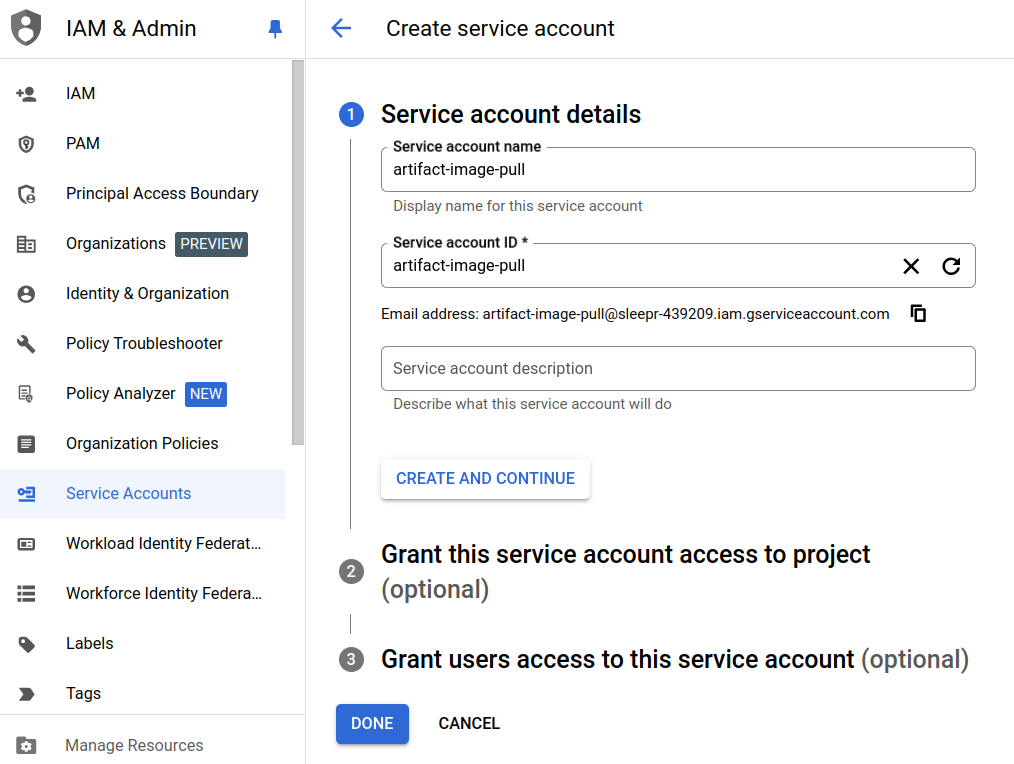 IAM & Admin
IAM
PAM
Principal Access Boundary
Organizations PREVIEW
Identity & Organization
Policy Troubleshooter
Policy Analyzer NEW
Organization Policies
Service Accounts
Workload Identity Federat...
Workforce Identity Federa...
Labels
Tags
Manage Resources
Create service account
1 Service account details
Service account name
artifact-image-pull
Display name for this service account
Service account ID *
artifact-image-pull
Email address: artifact-image-pull@sleepr-439209.iam.gserviceaccount.com
Service account description
Describe what this service account will do
CREATE AND CONTINUE
2 Grant this service account access to project
(optional)
3 Grant users access to this service account (optional)
DONE CANCEL